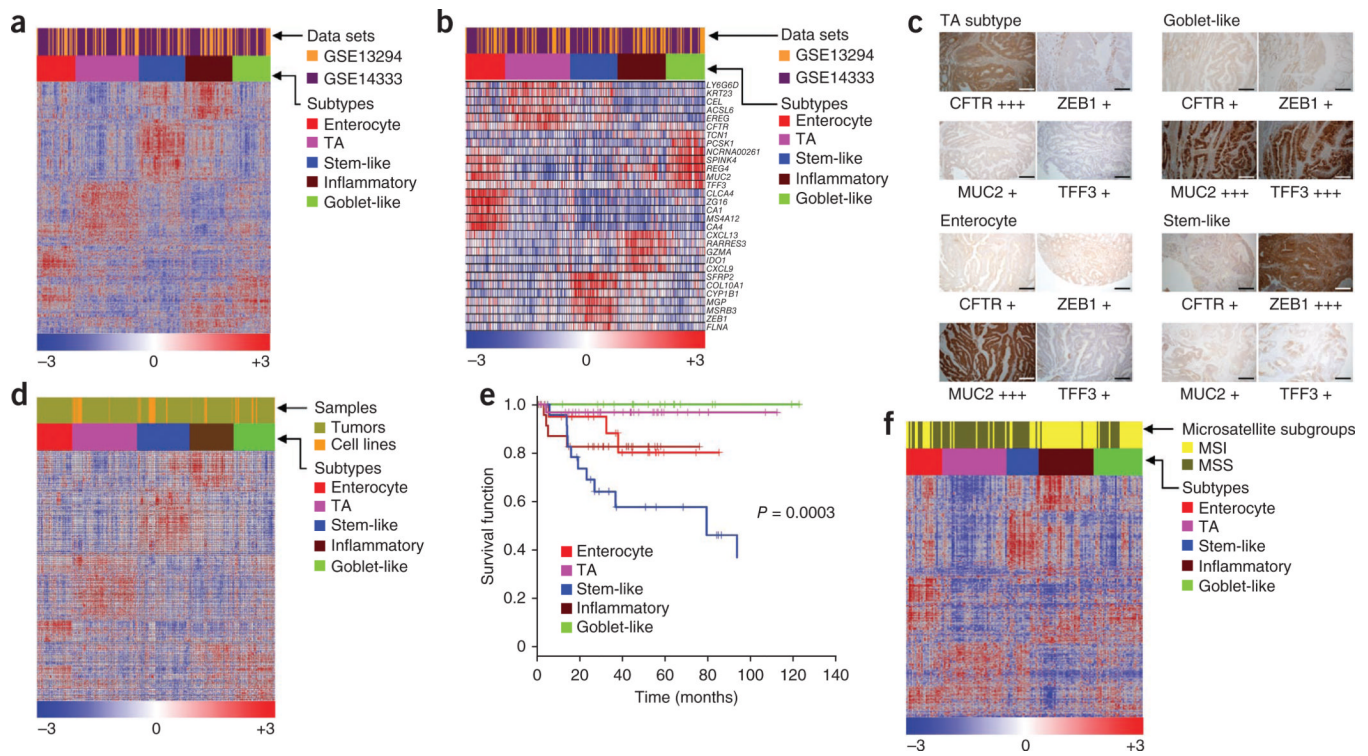 a
Data sets
GSE13294
GSE14333
Subtypes
Enterocyte
TA
Stem-like
Inflammatory
Goblet-like
–3 0 +3
b
Data sets
GSE13294
GSE14333
Subtypes
Enterocyte
TA
Stem-like
Inflammatory
Goblet-like
LY6G6D
KRT23
CEL
ACSL6
EREG
CFTR
TCN1
PCSK1
NCRNA00261
SPINK4
REG4
MUC2
TFF3
CLCA4
ZG16
CA1
MS4A12
CA4
CXCL13
RARRES3
GZMA
IDO1
CXCL9
SFRP2
COL10A1
CYP1B1
MGP
MSRB3
ZEB1
FLNA
–3 0 +3
c
TA subtype
CFTR +++ ZEB1 +
MUC2 + TFF3 +
Goblet-like
CFTR + ZEB1 +
MUC2 +++ TFF3 +++
Enterocyte
CFTR + ZEB1 +
MUC2 +++ TFF3 +
Stem-like
CFTR + ZEB1 +++
MUC2 + TFF3 +
d
Samples
Tumors
Cell lines
Subtypes
Enterocyte
TA
Stem-like
Inflammatory
Goblet-like
–3 0 +3
e
Survival function
1.0
0.8
0.6
0.4
0.2
0
P = 0.0003
Enterocyte
TA
Stem-like
Inflammatory
Goblet-like
0 20 40 60 80 100 120 140
Time (months)
f
Microsatellite subgroups
MSI
MSS
Subtypes
Enterocyte
TA
Stem-like
Inflammatory
Goblet-like
–3 0 +3